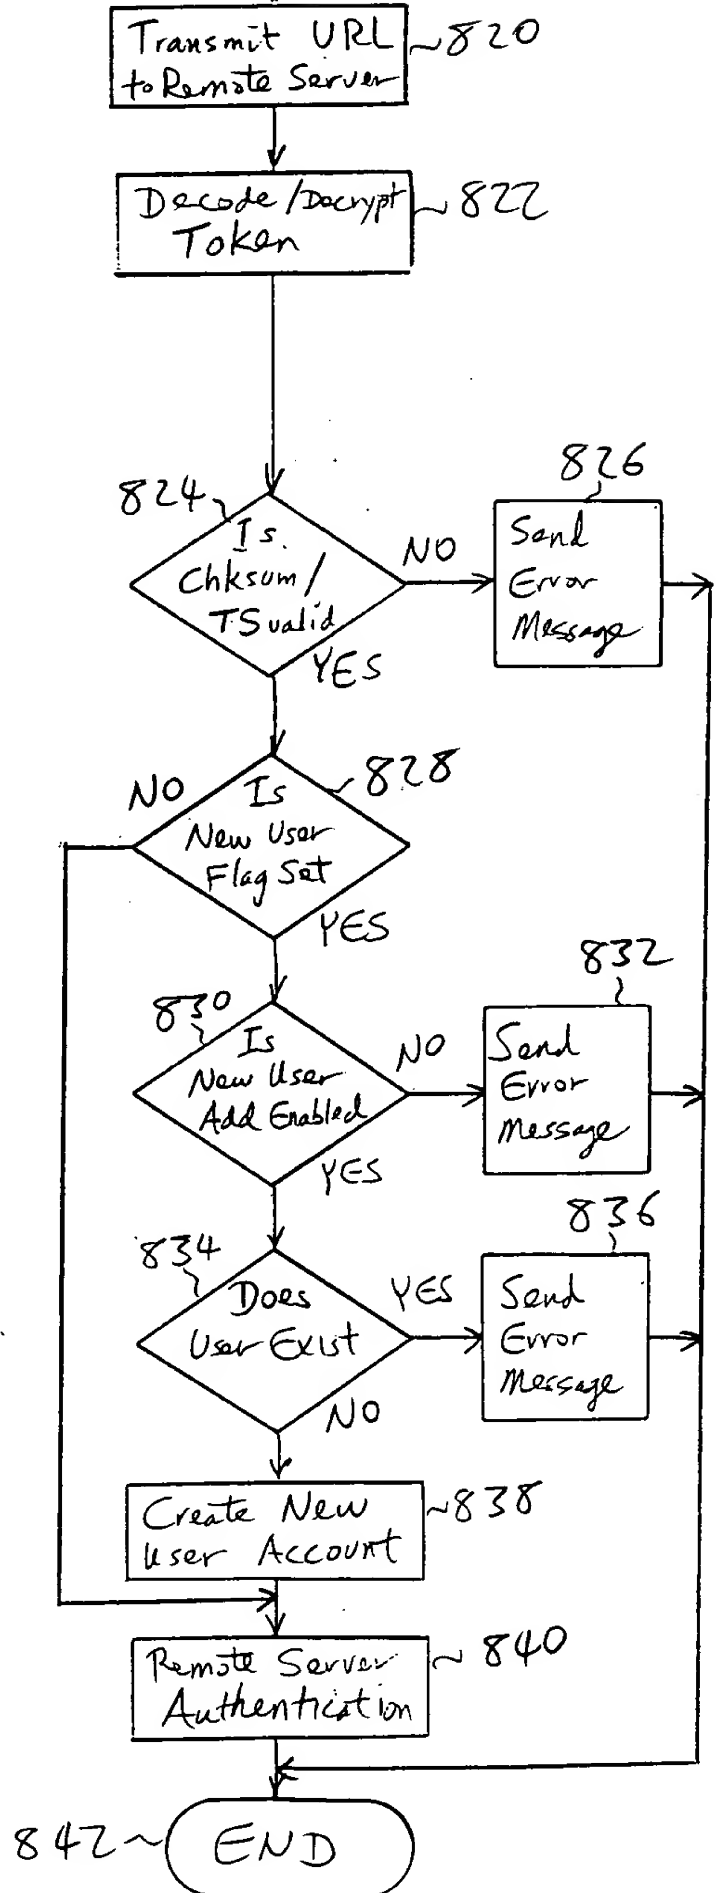 Transmit URL
to Remote Server
820
Decode/Decrypt
Token
822
824
Is
Chksum/
TS valid
NO
YES
826
Send
Error
Message
NO
828
Is
New User
Flag Set
YES
830
Is
New User
Add Enabled
NO
YES
832
Send
Error
Message
834
Does
User Exist
YES
NO
836
Send
Error
Message
Create New
User Account
838
Remote Server
Authentication
840
842
END